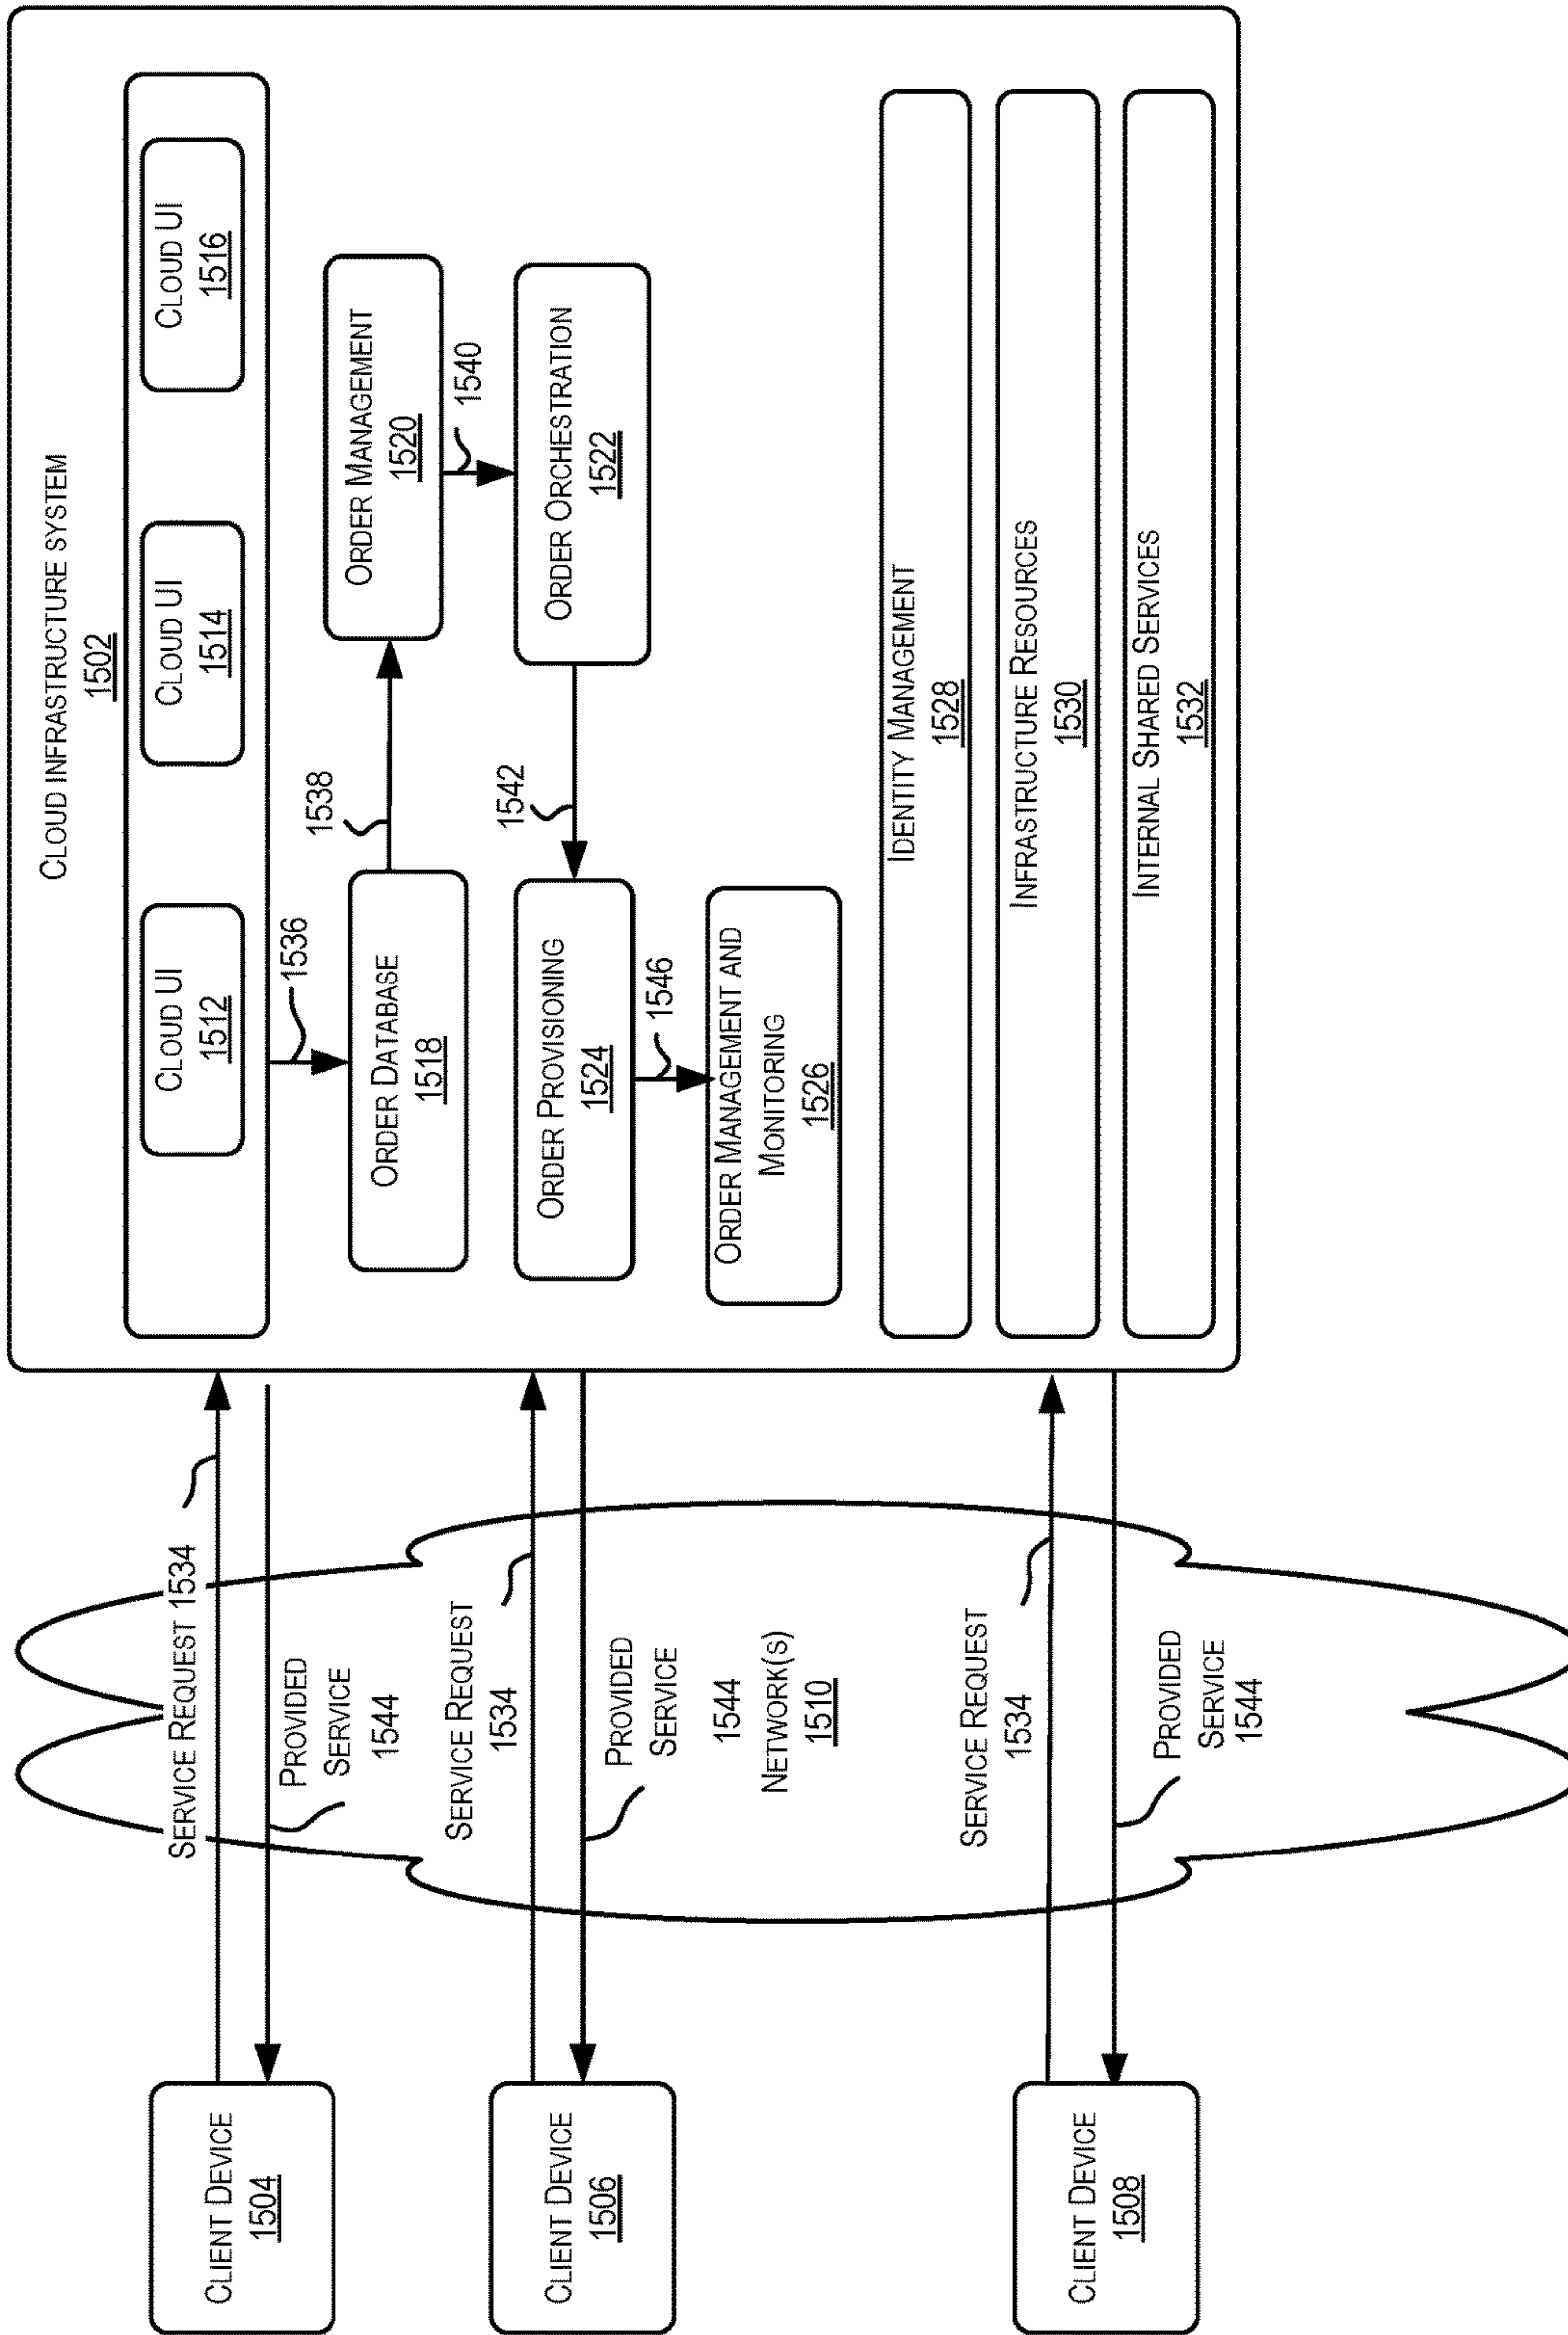 CLOUD INFRASTRUCTURE SYSTEM
1502
CLOUD UI
1512
CLOUD UI
1514
CLOUD UI
1516
1536
ORDER DATABASE
1518
1538
ORDER MANAGEMENT
1520
1540
ORDER ORCHESTRATION
1522
1542
ORDER PROVISIONING
1524
1546
ORDER MANAGEMENT AND
MONITORING
1526
IDENTITY MANAGEMENT
1528
INFRASTRUCTURE RESOURCES
1530
INTERNAL SHARED SERVICES
1532
CLIENT DEVICE
1504
SERVICE REQUEST 1534
PROVIDED
SERVICE
1544
CLIENT DEVICE
1506
SERVICE REQUEST
1534
PROVIDED
SERVICE
1544
NETWORK(S)
1510
CLIENT DEVICE
1508
SERVICE REQUEST
1534
PROVIDED
SERVICE
1544